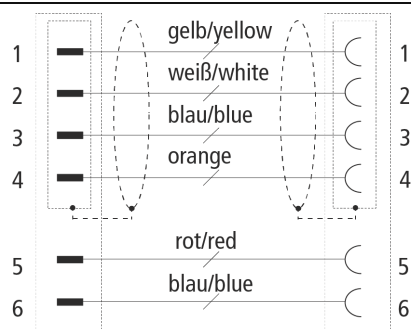 gelb/yellow
1 1
weiß/white
2 2
blau/blue
3 3
orange
4 4
rot/red
5 5
blau/blue
6 6